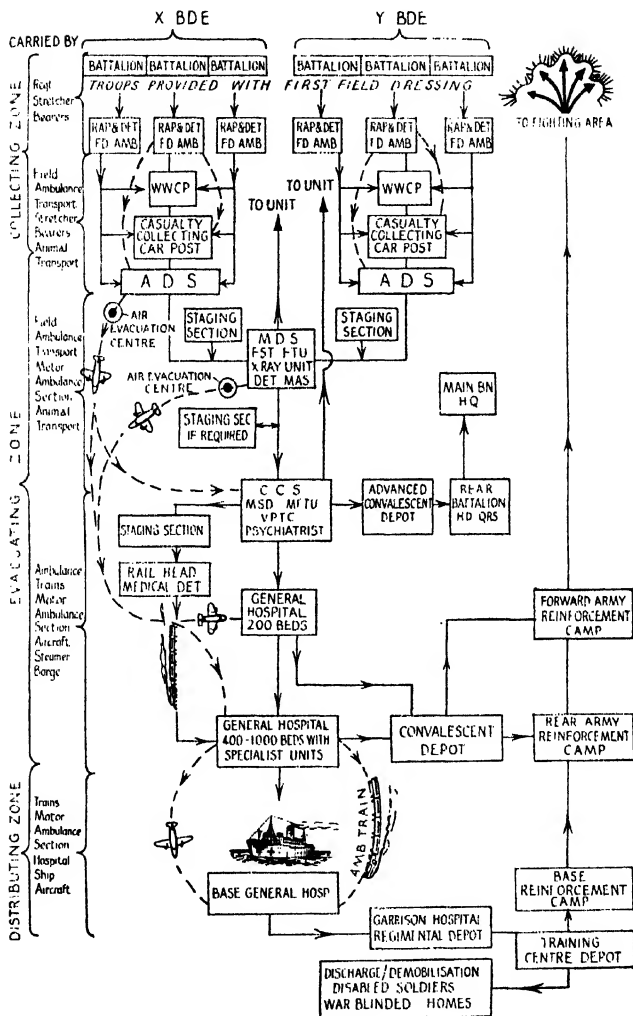 X BDE
Y BDE
CARRIED BY
BATTALION BATTALION BATTALION
BATTALION BATTALION BATTALION
TROOPS PROVIDED WITH FIRST FIELD DRESSING
COLLECTING ZONE
Regt
Stretcher
Bearers
RAP&DET
FD AMB
RAP&DET
FD AMB
RAP&DET
FD AMB
RAP&DET
FD AMB
RAP&DET
FD AMB
RAP&DET
FD AMB
TO FIGHTING AREA
Field
Ambulance
Transport
Stretcher
Bearers
Animal
Transport
WWCP
CASUALTY
COLLECTING
CAR POST
ADS
TO UNIT
TO UNIT
WWCP
CASUALTY
COLLECTING
CAR POST
ADS
EVACUATING ZONE
Field
Ambulance
Transport
Motor
Ambulance
Section
Animal
Transport
AIR
EVACUATION
CENTRE
STAGING
SECTION
MDS
FST FTU
X RAY UNIT
DET MAS
STAGING
SECTION
AIR EVACUATION
CENTRE
STAGING SEC
IF REQUIRED
MAIN BN
HQ
CCS
MSD MFTU
VPTC
PSYCHIATRIST
ADVANCED
CONVALESCENT
DEPOT
REAR
BATTALION
HD QRS
STAGING SECTION
RAIL HEAD
MEDICAL DET
Ambulance
Trains
Motor
Ambulance
Section
Aircraft,
Steamer
Barge
GENERAL
HOSPITAL
200 BEDS
FORWARD ARMY
REINFORCEMENT
CAMP
GENERAL HOSPITAL
400-1000 BEDS WITH
SPECIALIST UNITS
CONVALESCENT
DEPOT
REAR ARMY
REINFORCEMENT
CAMP
DISTRIBUTING ZONE
Trains
Motor
Ambulance
Section
Hospital
Ship
Aircraft
AMB TRAIN
BASE GENERAL HOSP
BASE
REINFORCEMENT
CAMP
GARRISON HOSPITAL
REGIMENTAL DEPOT
TRAINING
CENTRE DEPOT
DISCHARGE/DEMOBILISATION
DISABLED SOLDIERS
WAR BLINDED HOMES